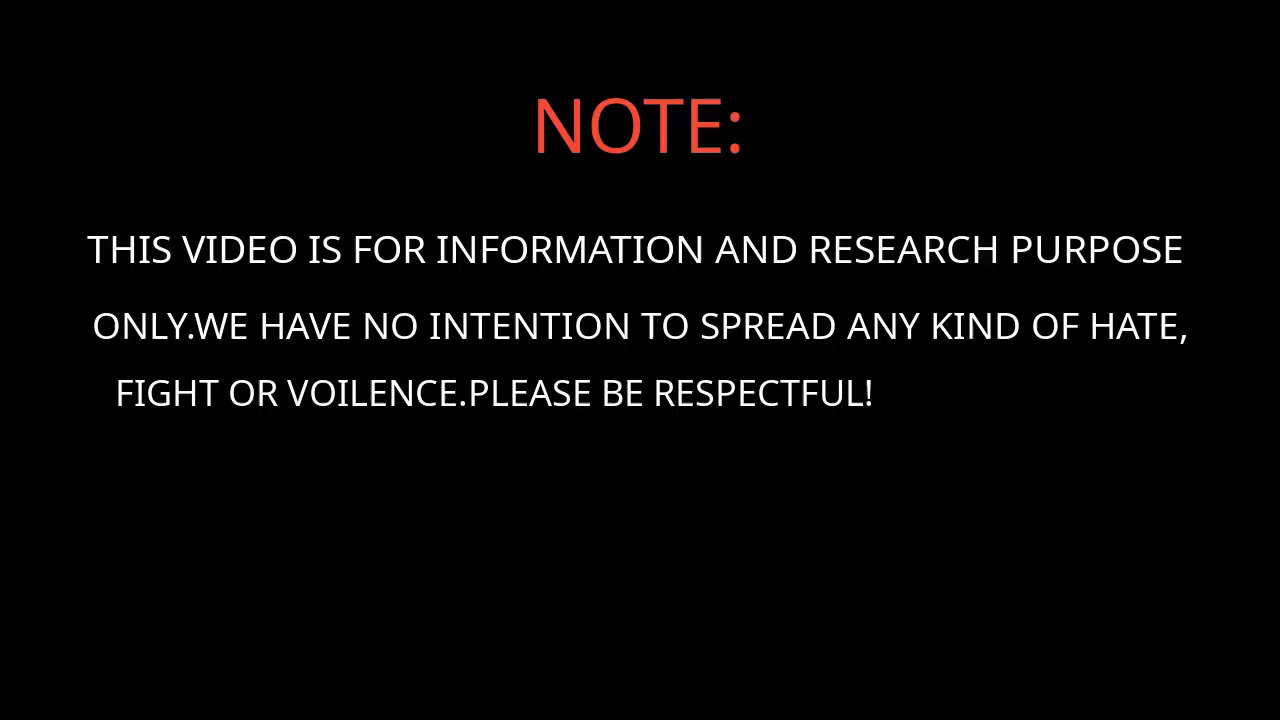 NOTE:
THIS VIDEO IS FOR INFORMATION AND RESEARCH PURPOSE
ONLY.WE HAVE NO INTENTION TO SPREAD ANY KIND OF HATE,
FIGHT OR VOILENCE.PLEASE BE RESPECTFUL!